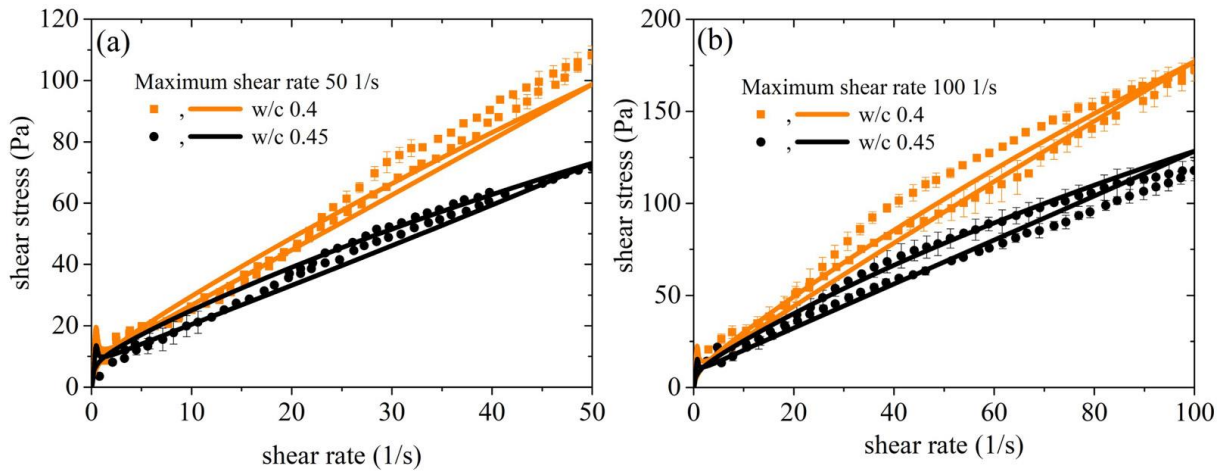 (a)
Maximum shear rate 50 1/s
, w/c 0.4
, w/c 0.45
shear stress (Pa)
120
100
80
60
40
20
0
0 10 20 30 40 50
shear rate (1/s)
(b)
Maximum shear rate 100 1/s
, w/c 0.4
, w/c 0.45
shear stress (Pa)
200
150
100
50
0
0 20 40 60 80 100
shear rate (1/s)